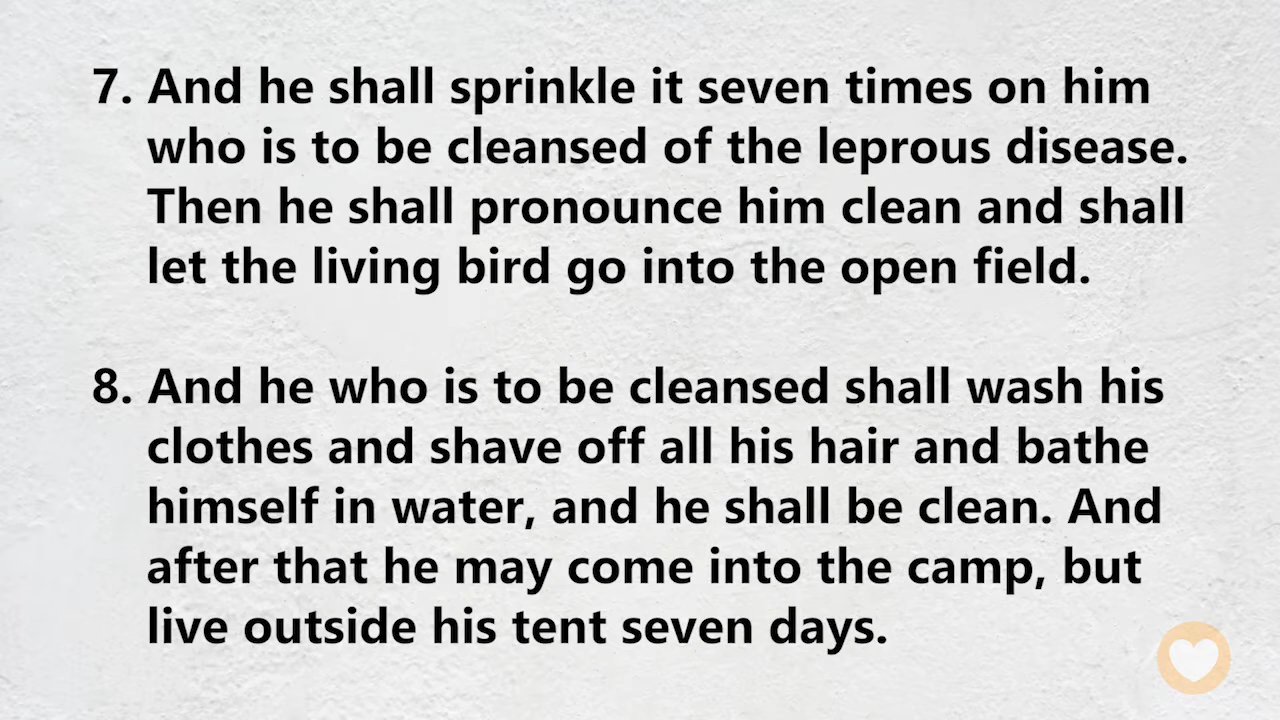 7. And he shall sprinkle it seven times on him
who is to be cleansed of the leprous disease.
Then he shall pronounce him clean and shall
let the living bird go into the open field.
8. And he who is to be cleansed shall wash his
clothes and shave off all his hair and bathe
himself in water, and he shall be clean. And
after that he may come into the camp, but
live outside his tent seven days.